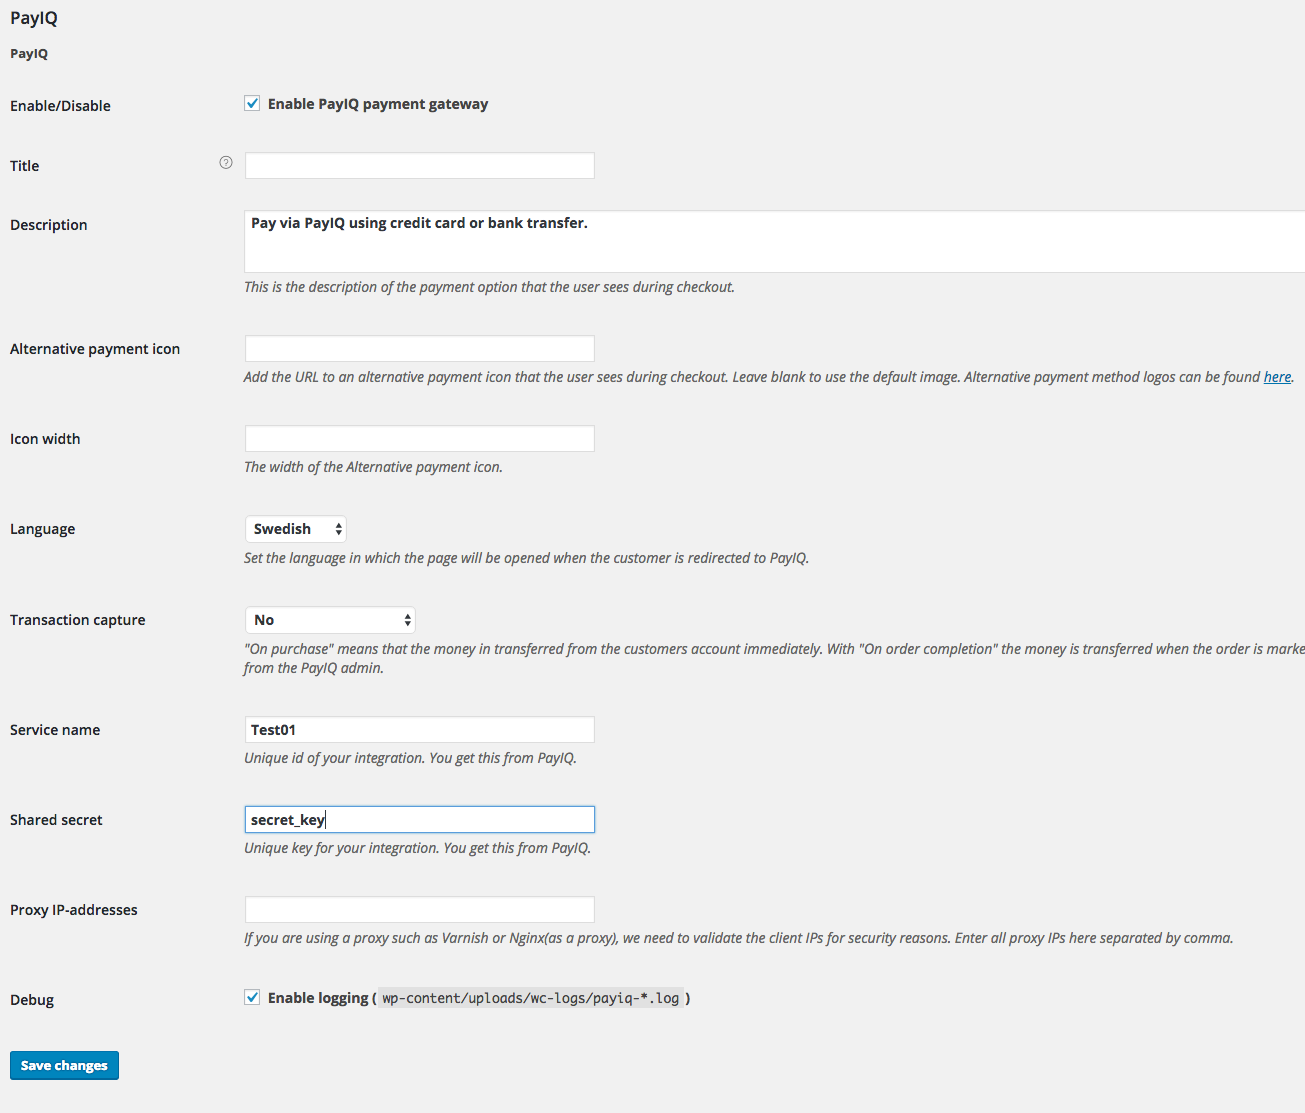 PayIQ
PayIQ
Enable/Disable
Enable PayIQ payment gateway
Title
?
Description
Pay via PayIQ using credit card or bank transfer.
This is the description of the payment option that the user sees during checkout.
Alternative payment icon
Add the URL to an alternative payment icon that the user sees during checkout. Leave blank to use the default image. Alternative payment method logos can be found here.
Icon width
The width of the Alternative payment icon.
Language
Swedish
Set the language in which the page will be opened when the customer is redirected to PayIQ.
Transaction capture
No
"On purchase" means that the money in transferred from the customers account immediately. With "On order completion" the money is transferred when the order is marke
from the PayIQ admin.
Service name
Test01
Unique id of your integration. You get this from PayIQ.
Shared secret
secret_key
Unique key for your integration. You get this from PayIQ.
Proxy IP-addresses
If you are using a proxy such as Varnish or Nginx(as a proxy), we need to validate the client IPs for security reasons. Enter all proxy IPs here separated by comma.
Debug
Enable logging ( wp-content/uploads/wc-logs/payiq-*.log )
Save changes